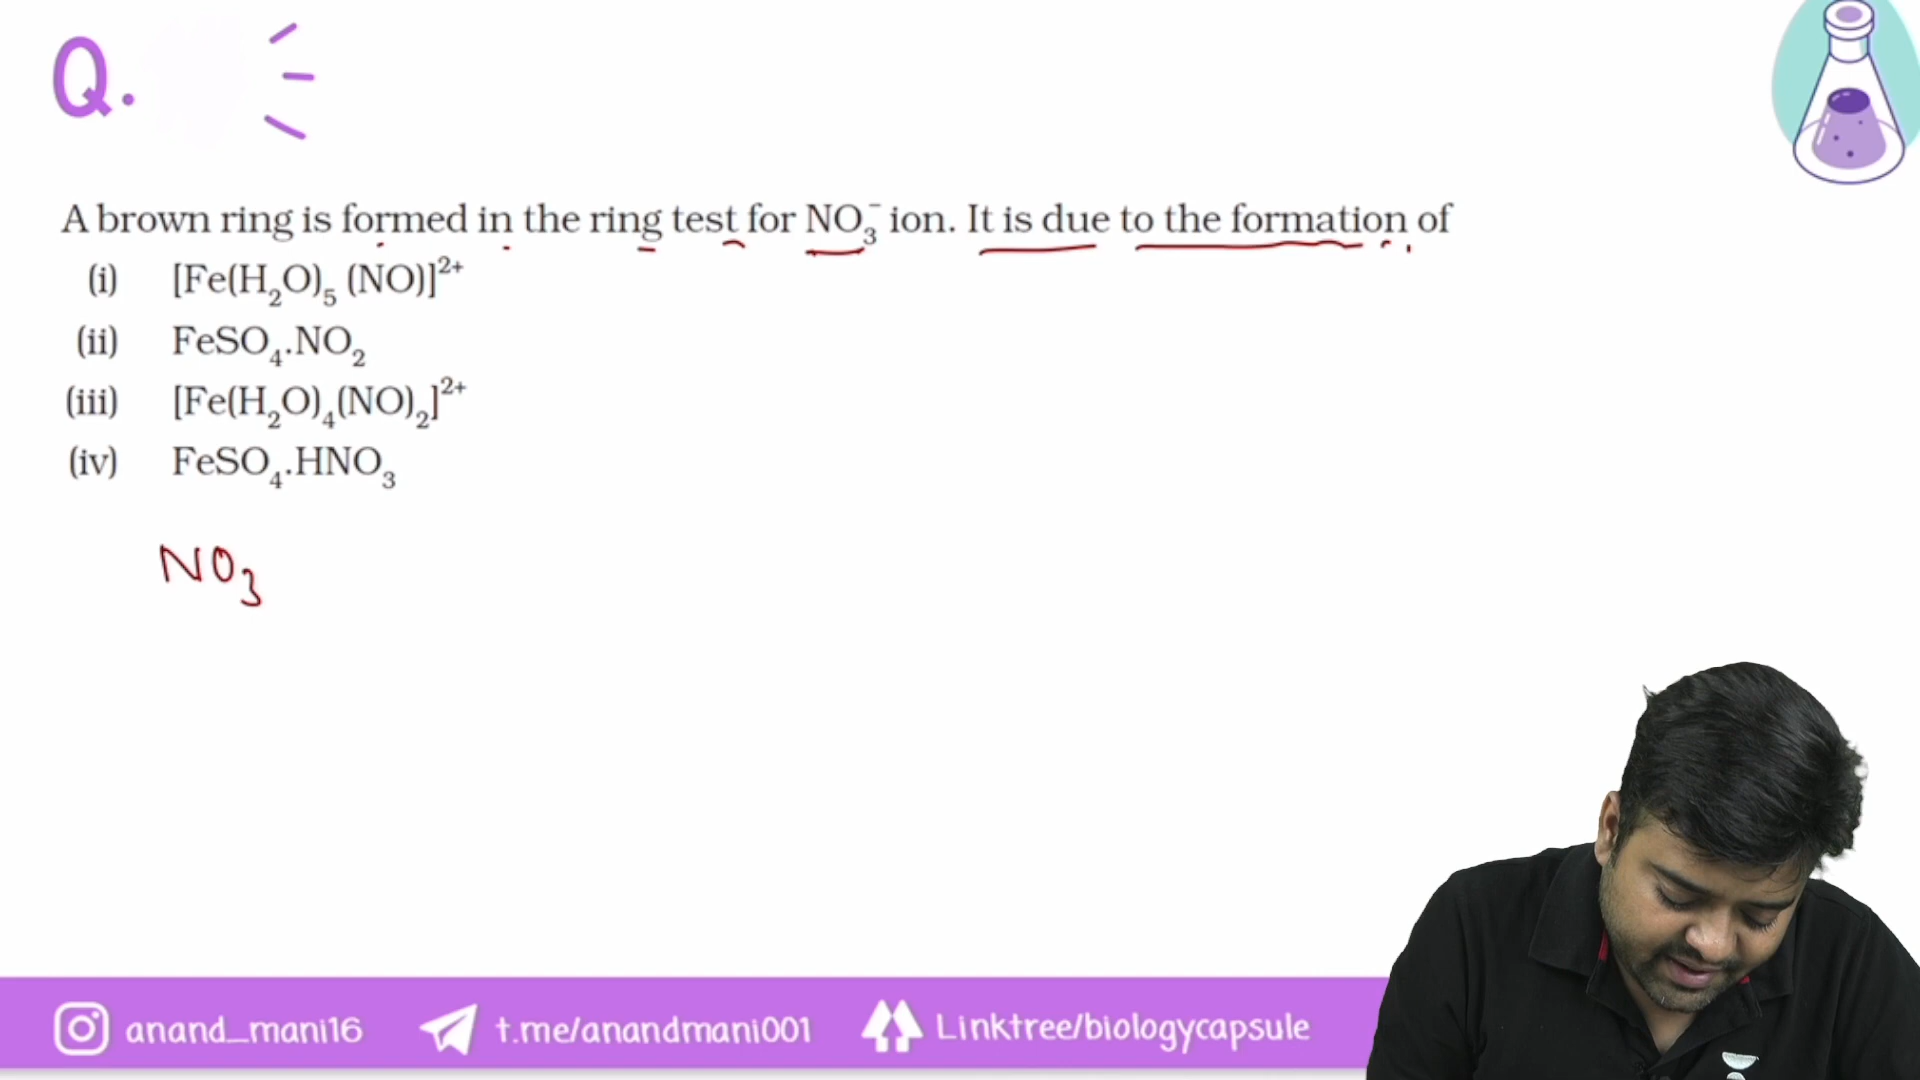 Q.
A brown ring is formed in the ring test for NO₃⁻ ion. It is due to the formation of
(i) [Fe(H₂O)₅ (NO)]²⁺
(ii) FeSO₄.NO₂
(iii) [Fe(H₂O)₄(NO)₂]²⁺
(iv) FeSO₄.HNO₃
NO₃
anand_mani16 t.me/anandmani001 Linktree/biologycapsule